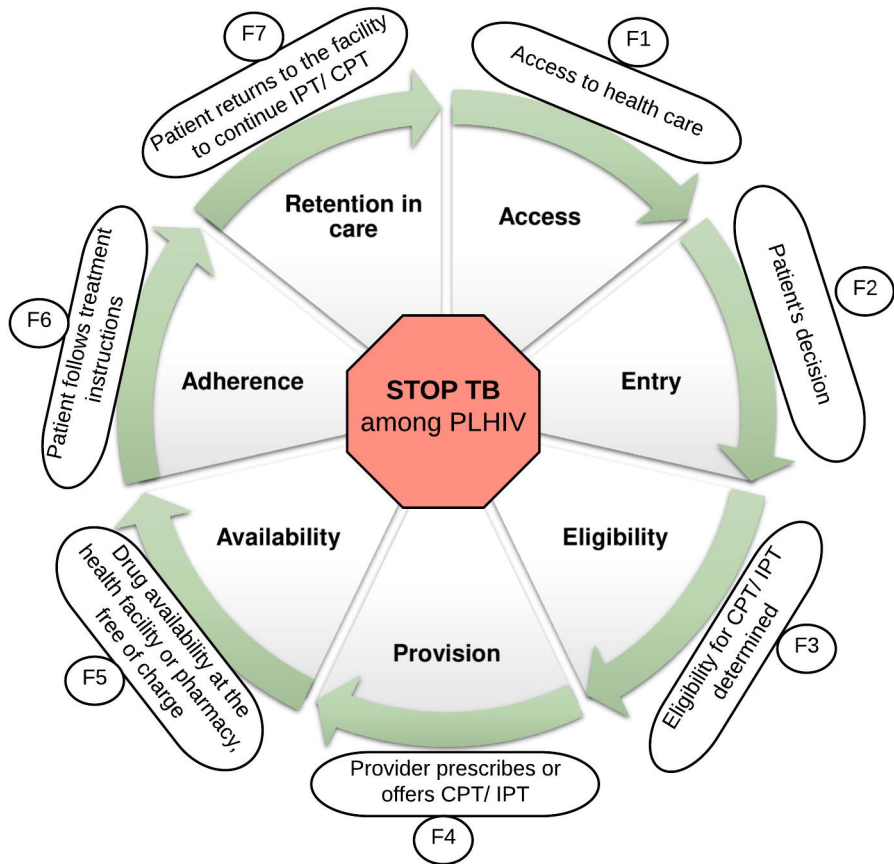 F1
Access to health care
Access
F2
Patient's decision
Entry
F3
Eligibility for CPT/ IPT
determined
Eligibility
F4
Provider prescribes or
offers CPT/ IPT
Provision
F5
Drug availability at the
health facility or pharmacy,
free of charge
Availability
F6
Patient follows treatment
instructions
Adherence
F7
Patient returns to the facility
to continue IPT/ CPT
Retention in
care
STOP TB
among PLHIV